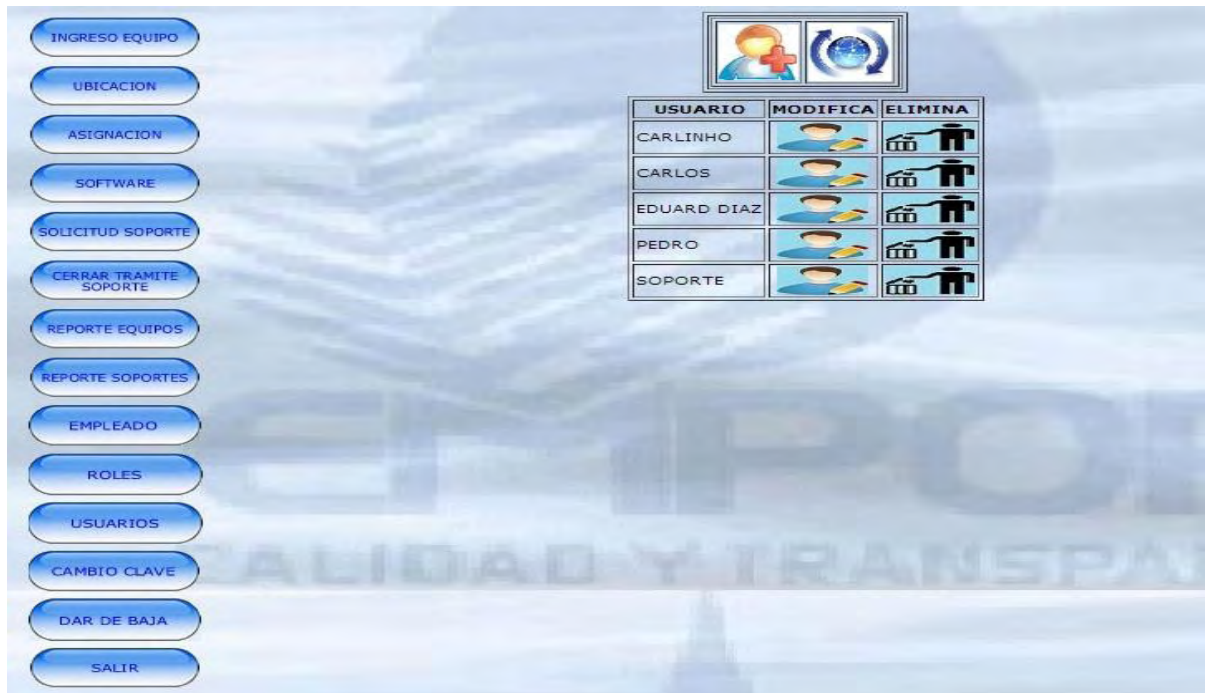 INGRESO EQUIPO
UBICACION
ASIGNACION
SOFTWARE
SOLICITUD SOPORTE
CERRAR TRAMITE
SOPORTE
REPORTE EQUIPOS
REPORTE SOPORTES
EMPLEADO
ROLES
USUARIOS
CAMBIO CLAVE
DAR DE BAJA
SALIR
USUARIO MODIFICA ELIMINA
CARLINHO
CARLOS
EDUARD DIAZ
PEDRO
SOPORTE
CALIDAD Y